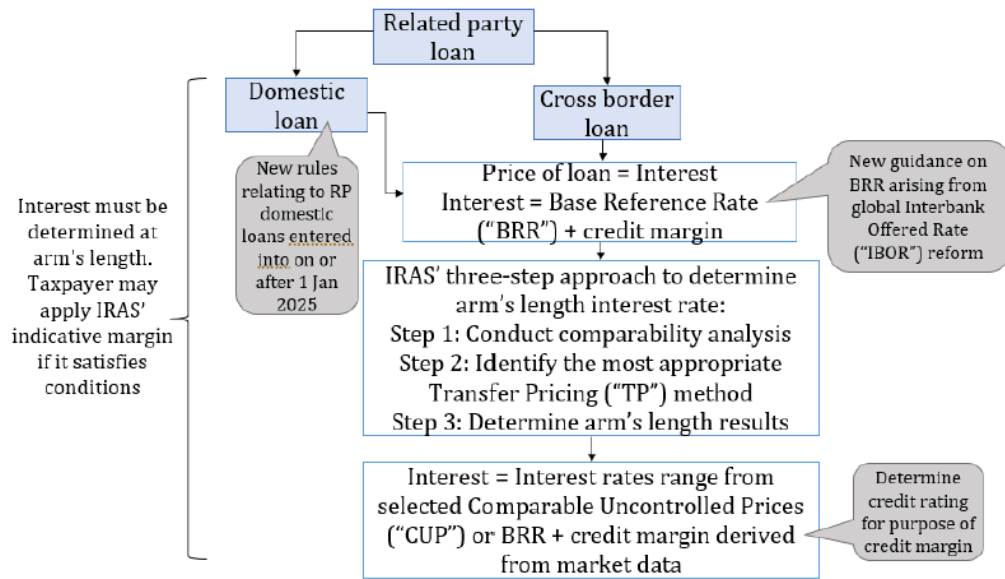 Related party
loan
Domestic
loan
Cross border
loan
New rules
relating to RP
domestic
loans entered
into on or
after 1 Jan
2025
Price of loan = Interest
Interest = Base Reference Rate
(“BRR”) + credit margin
New guidance on
BRR arising from
global Interbank
Offered Rate
(“IBOR”) reform
Interest must be
determined at
arm's length.
Taxpayer may
apply IRAS’
indicative margin
if it satisfies
conditions
IRAS’ three-step approach to determine
arm’s length interest rate:
Step 1: Conduct comparability analysis
Step 2: Identify the most appropriate
Transfer Pricing (“TP”) method
Step 3: Determine arm’s length results
Interest = Interest rates range from
selected Comparable Uncontrolled Prices
(“CUP”) or BRR + credit margin derived
from market data
Determine
credit rating
for purpose of
credit margin